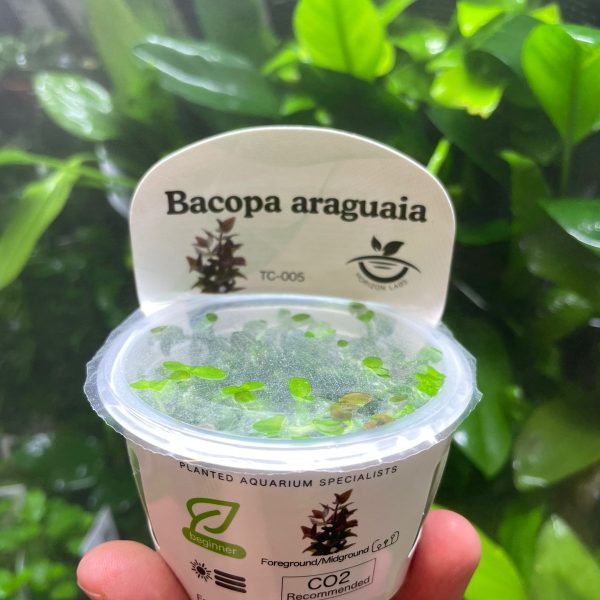 Bacopa araguaia
TC-005
HORIZON LABS
PLANTED AQUARIUM SPECIALISTS
beginner
Foreground/Midground
CO2
Recommended